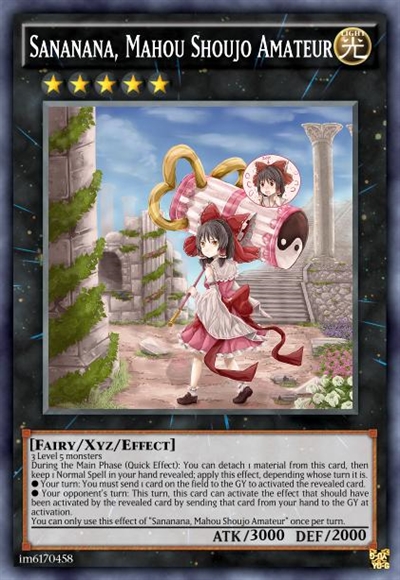 Sananana, Mahou Shoujo Amateur
LIGHT
光
[Fairy/Xyz/Effect]
3 Level 5 monsters
During the Main Phase (Quick Effect): You can detach 1 material from this card, then
keep 1 Normal Spell in your hand revealed; apply this effect, depending whose turn it is.
● Your turn: You must send 1 card on the field to the GY to activated the revealed card.
● Your opponent's turn: This turn, this card can activate the effect that should have
been activated by the revealed card by sending that card from your hand to the GY at
activation.
You can only use this effect of "Sananana, Mahou Shoujo Amateur" once per turn.
ATK/3000 DEF/2000
im6170458